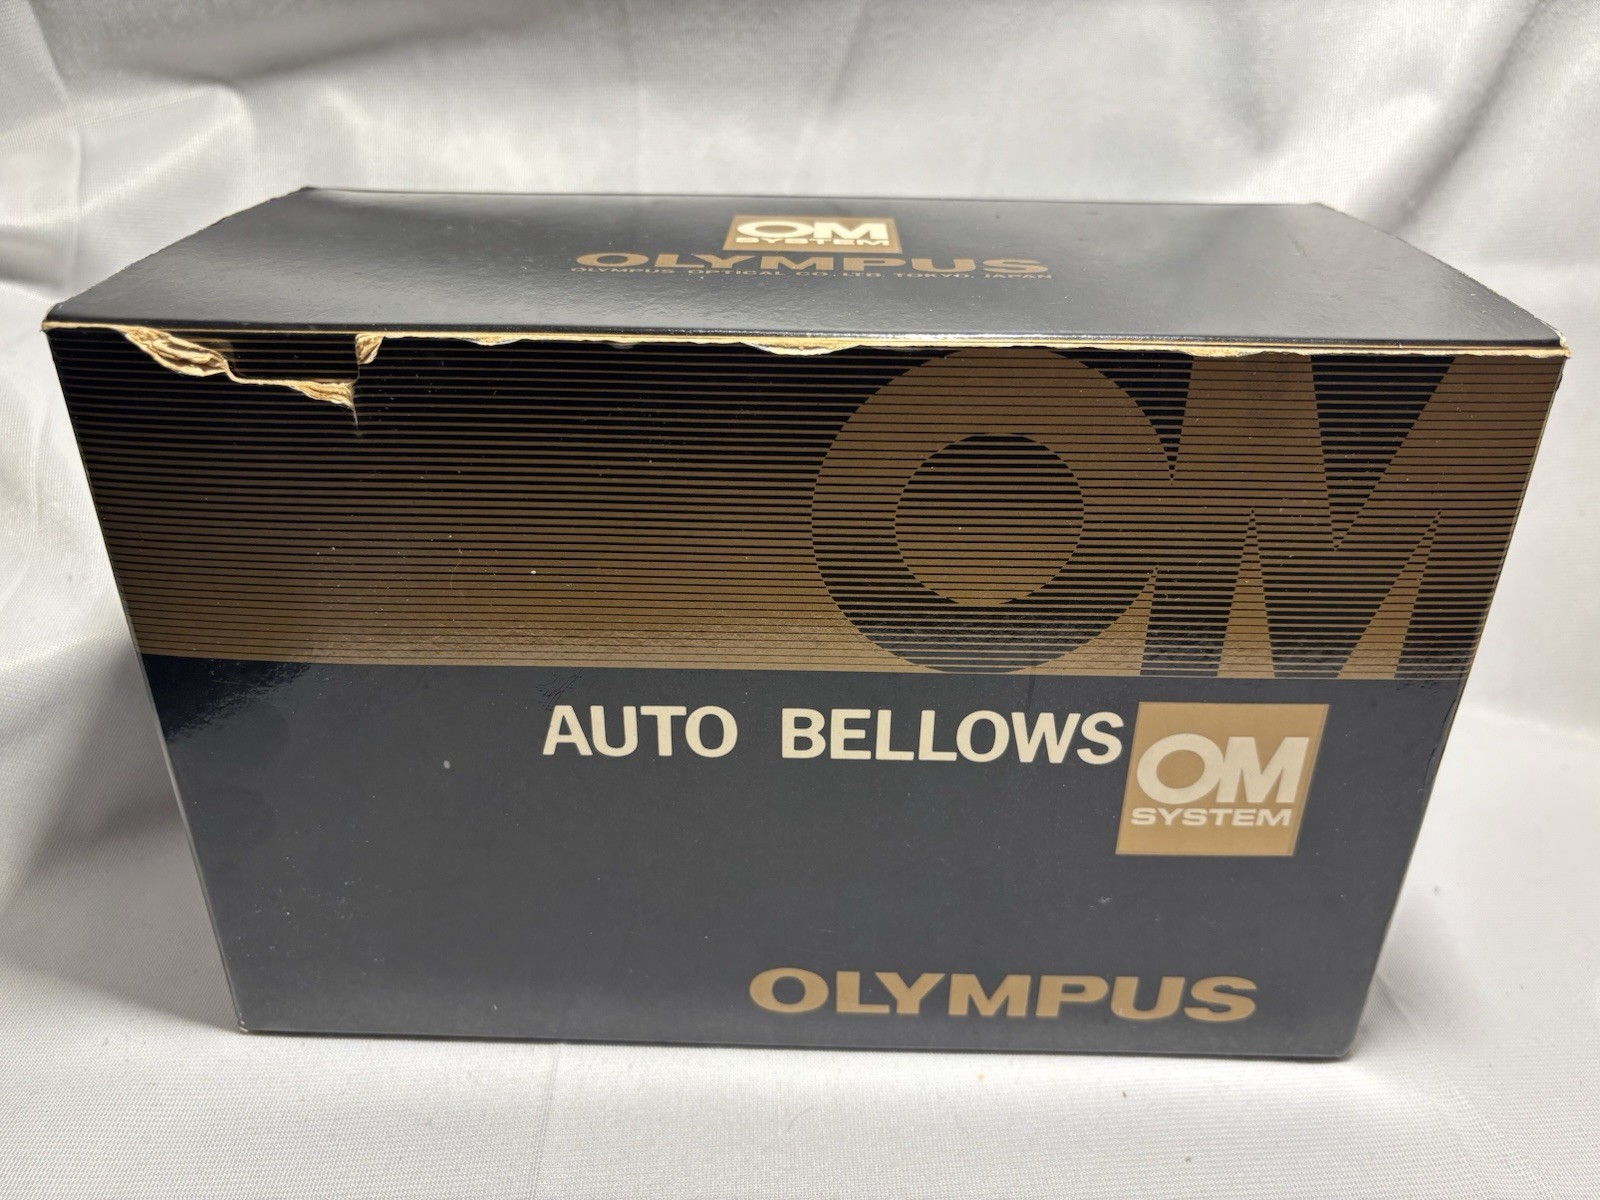 OM
SYSTEM
OLYMPUS
OLYMPUS OPTICAL CO.,LTD. TOKYO, JAPAN
OM
AUTO BELLOWS
OM
SYSTEM
OLYMPUS